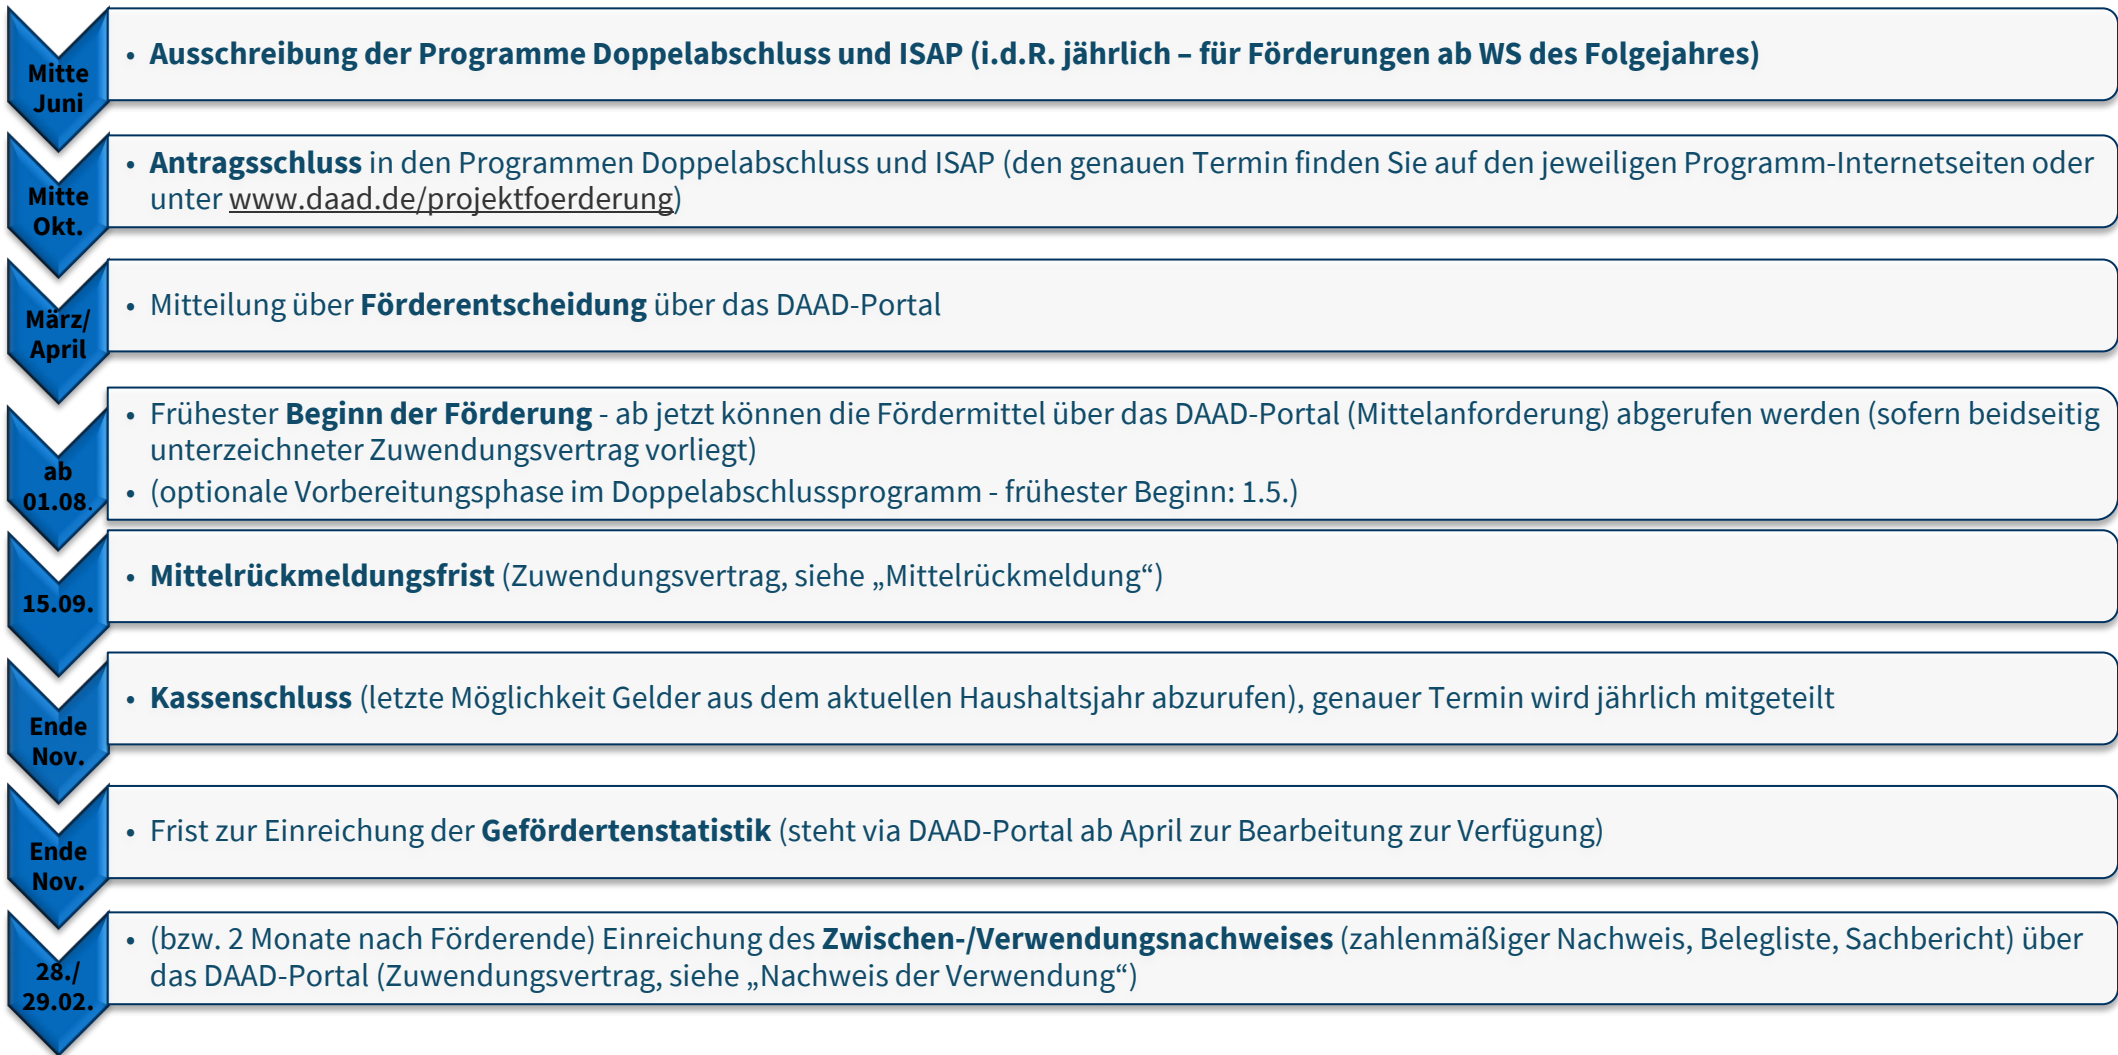 Mitte
Juni
• Ausschreibung der Programme Doppelabschluss und ISAP (i.d.R. jährlich – für Förderungen ab WS des Folgejahres)
Mitte
Okt.
• Antragsschluss in den Programmen Doppelabschluss und ISAP (den genauen Termin finden Sie auf den jeweiligen Programm-Internetseiten oder
unter www.daad.de/projektfoerderung)
März/
April
• Mitteilung über Förderentscheidung über das DAAD-Portal
ab
01.08.
• Frühester Beginn der Förderung - ab jetzt können die Fördermittel über das DAAD-Portal (Mittelanforderung) abgerufen werden (sofern beidseitig
unterzeichneter Zuwendungsvertrag vorliegt)
• (optionale Vorbereitungsphase im Doppelabschlussprogramm - frühester Beginn: 1.5.)
15.09.
• Mittelrückmeldungsfrist (Zuwendungsvertrag, siehe „Mittelrückmeldung“)
Ende
Nov.
• Kassenschluss (letzte Möglichkeit Gelder aus dem aktuellen Haushaltsjahr abzurufen), genauer Termin wird jährlich mitgeteilt
Ende
Nov.
• Frist zur Einreichung der Gefördertenstatistik (steht via DAAD-Portal ab April zur Bearbeitung zur Verfügung)
28./
29.02.
• (bzw. 2 Monate nach Förderende) Einreichung des Zwischen-/Verwendungsnachweises (zahlenmäßiger Nachweis, Belegliste, Sachbericht) über
das DAAD-Portal (Zuwendungsvertrag, siehe „Nachweis der Verwendung“)